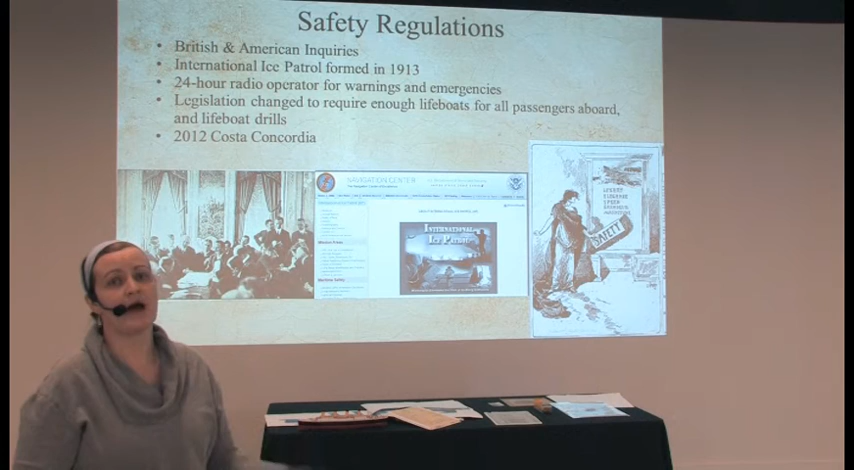 Safety Regulations
• British & American Inquiries
• International Ice Patrol formed in 1913
• 24-hour radio operator for warnings and emergencies
• Legislation changed to require enough lifeboats for all passengers aboard,
and lifeboat drills
• 2012 Costa Concordia
NAVIGATION CENTER
INTERNATIONAL
ICE PATROL
SAFETY